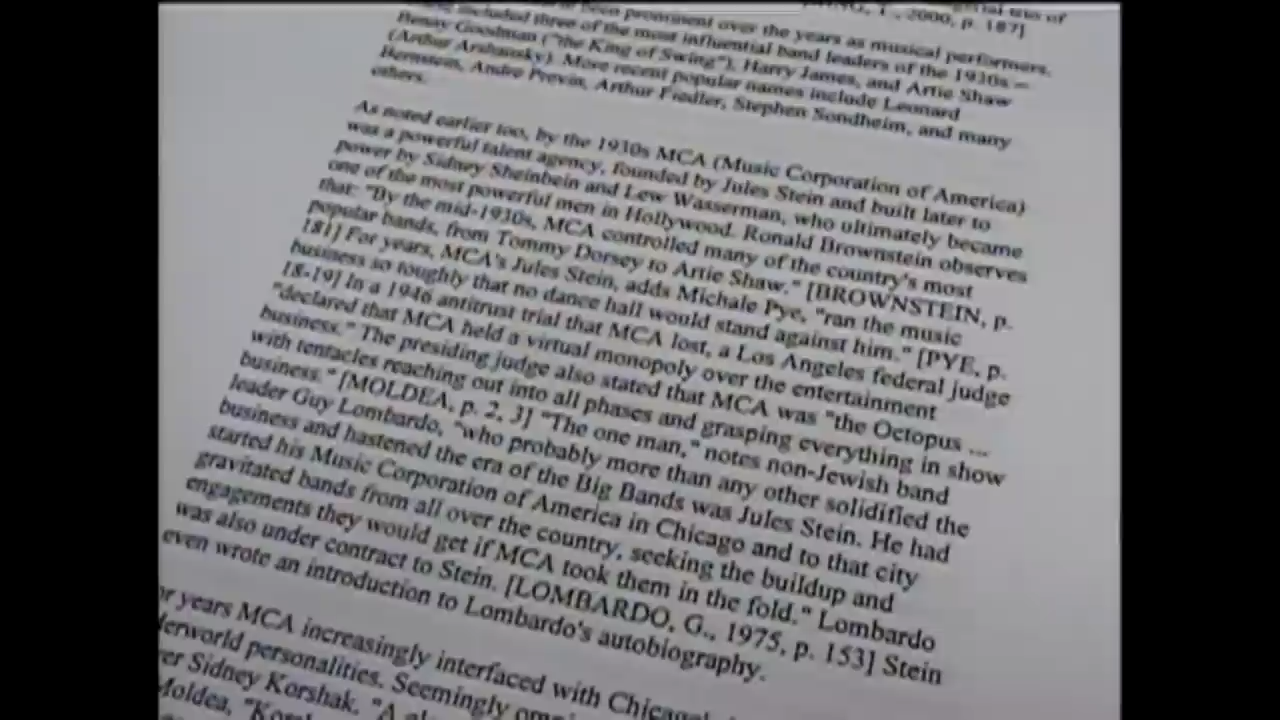 T., 2000, p. 187]
been prominent over the years as musical performers.
included three of the most influential band leaders of the 1930s --
Benny Goodman ("the King of Swing"), Harry James, and Artie Shaw
(Arthur Arshawsky). More recent popular names include Leonard
Bernstein, Andre Previn, Arthur Fiedler, Stephen Sondheim, and many
others.
As noted earlier too, by the 1930s MCA (Music Corporation of America)
was a powerful talent agency, founded by Jules Stein and built later to
power by Sidney Sheinbein and Lew Wasserman, who ultimately became
one of the most powerful men in Hollywood. Ronald Brownstein observes
that: "By the mid-1930s, MCA controlled many of the country's most
popular bands, from Tommy Dorsey to Artie Shaw." [BROWNSTEIN, p.
181] For years, MCA's Jules Stein, adds Michale Pye, "ran the music
business so toughly that no dance hall would stand against him." [PYE, p.
18-19] In a 1946 antitrust trial that MCA lost, a Los Angeles federal judge
"declared that MCA held a virtual monopoly over the entertainment
business." The presiding judge also stated that MCA was "the Octopus ...
with tentacles reaching out into all phases and grasping everything in show
business." [MOLDEA, p. 2, 3] "The one man," notes non-Jewish band
leader Guy Lombardo, "who probably more than any other solidified the
business and hastened the era of the Big Bands was Jules Stein. He had
started his Music Corporation of America in Chicago and to that city
gravitated bands from all over the country, seeking the buildup and
engagements they would get if MCA took them in the fold." Lombardo
was also under contract to Stein. [LOMBARDO, G., 1975, p. 153] Stein
even wrote an introduction to Lombardo's autobiography.
or years MCA increasingly interfaced with
derworld personalities. Seemingly
er Sidney Korshak. "A
Moldea,